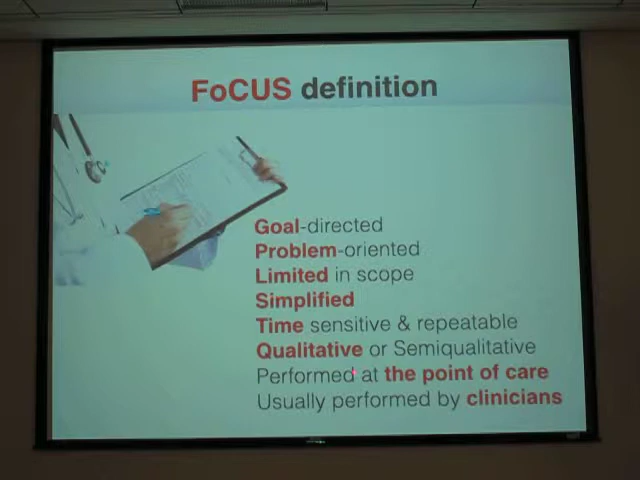 FoCUS definition
Goal-directed
Problem-oriented
Limited in scope
Simplified
Time sensitive & repeatable
Qualitative or Semiqualitative
Performed at the point of care
Usually performed by clinicians